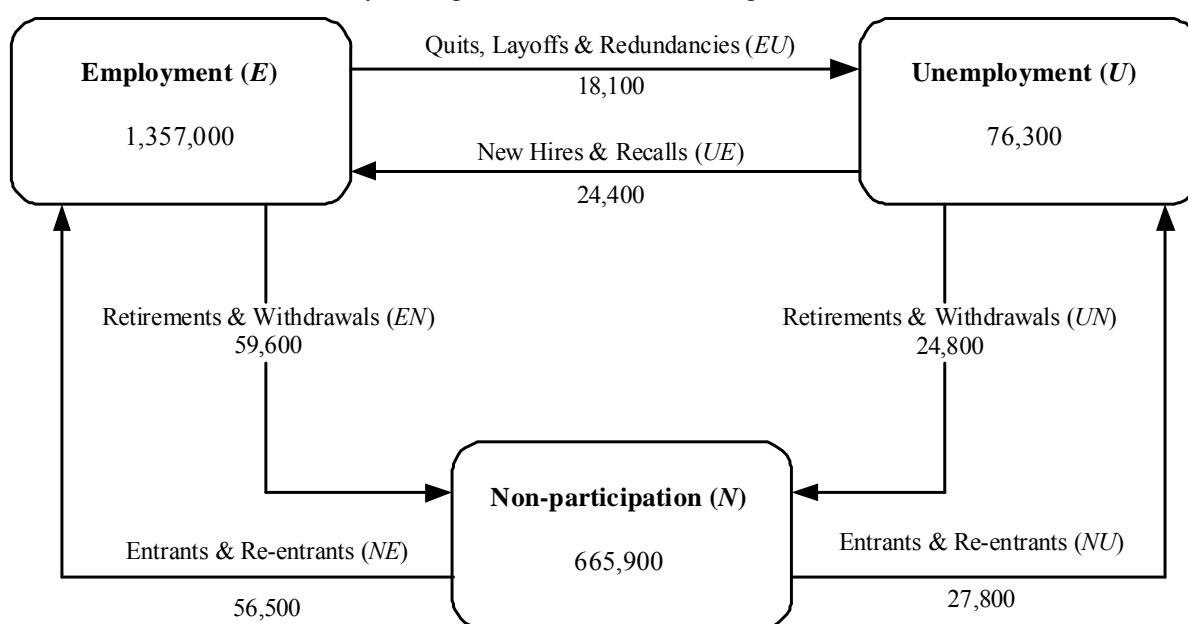 Quits, Layoffs & Redundancies (EU)
Employment (E)
Unemployment (U)
18,100
1,357,000
76,300
New Hires & Recalls (UE)
24,400
Retirements & Withdrawals (EN)
59,600
Retirements & Withdrawals (UN)
24,800
Non-participation (N)
Entrants & Re-entrants (NE)
665,900
Entrants & Re-entrants (NU)
56,500
27,800